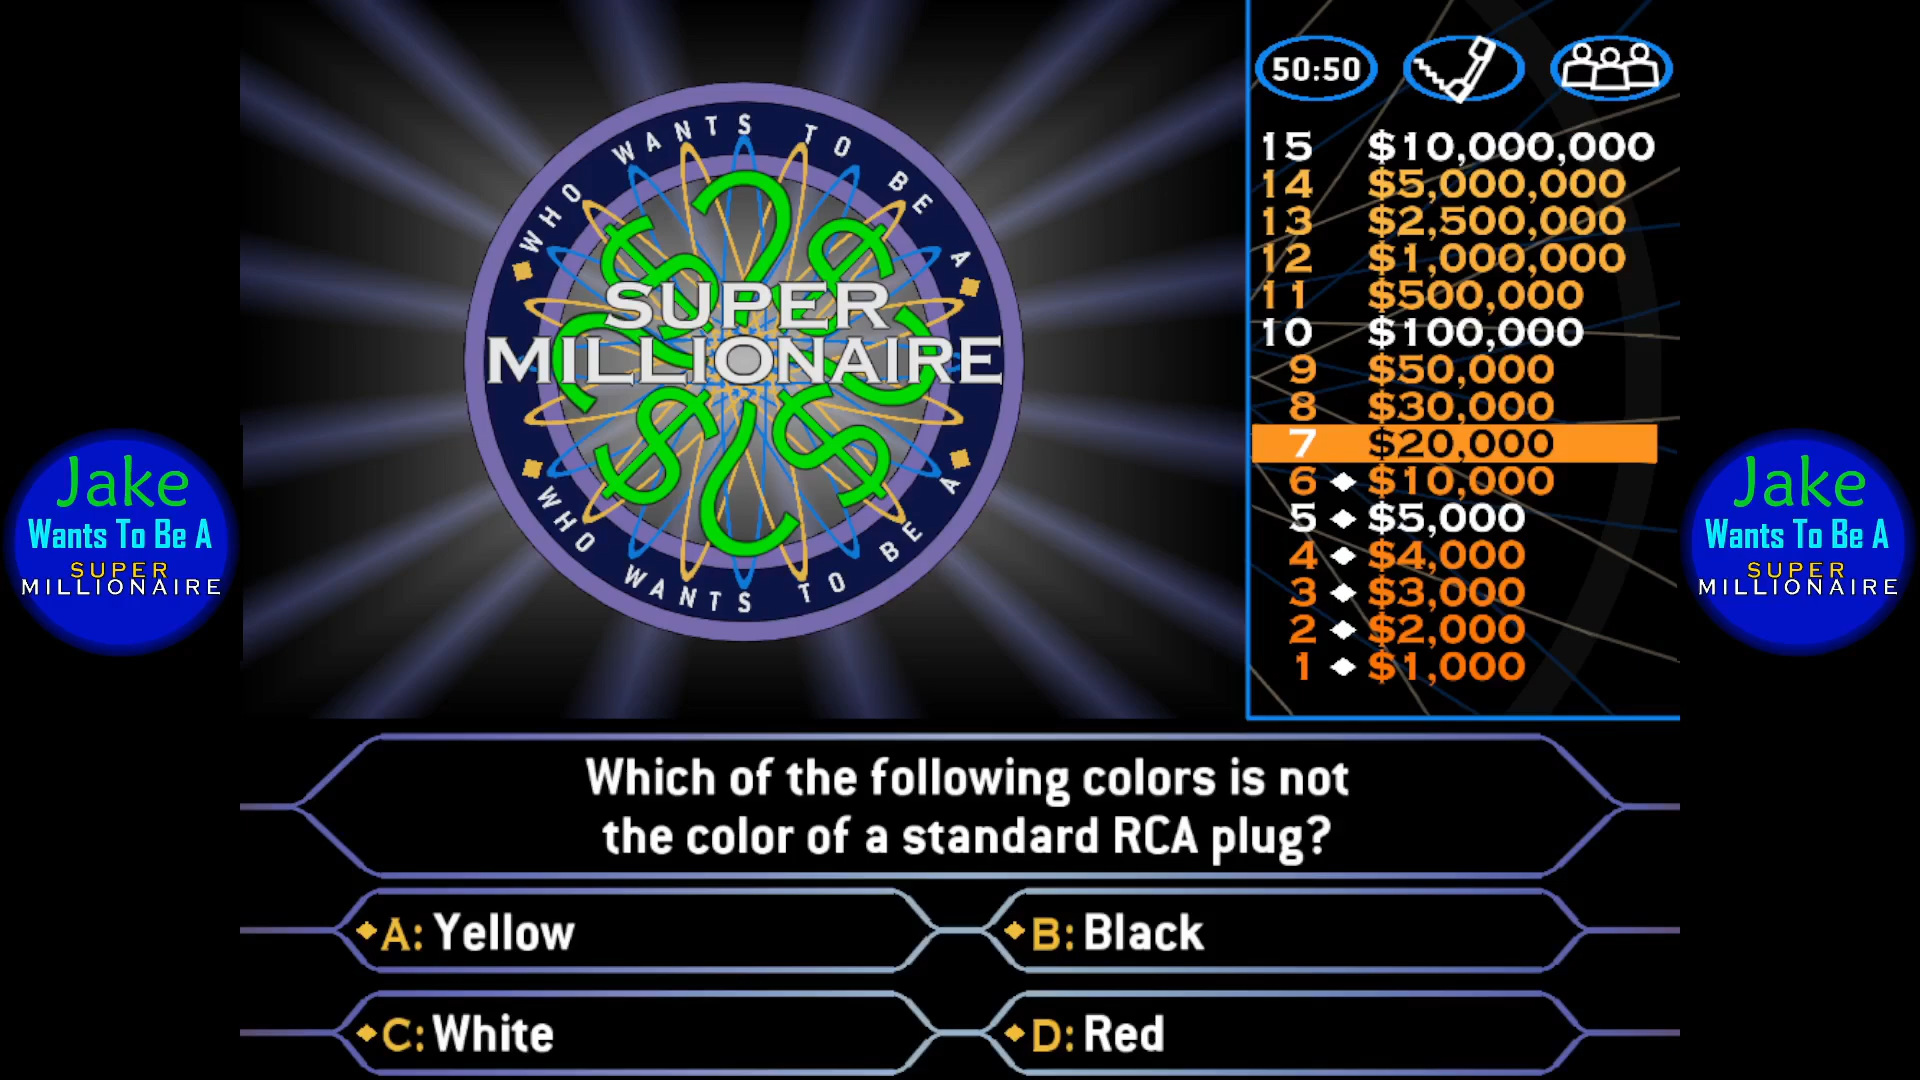 WHO WANTS TO BE A
SUPER
MILLIONAIRE
WHO WANTS TO BE A
50:50
15 $10,000,000
14 $5,000,000
13 $2,500,000
12 $1,000,000
11 $500,000
10 $100,000
9 $50,000
8 $30,000
7 $20,000
6 $10,000
5 $5,000
4 $4,000
3 $3,000
2 $2,000
1 $1,000
Jake
Wants To Be A
SUPER
MILLIONAIRE
Jake
Wants To Be A
SUPER
MILLIONAIRE
Which of the following colors is not
the color of a standard RCA plug?
A: Yellow
B: Black
C: White
D: Red